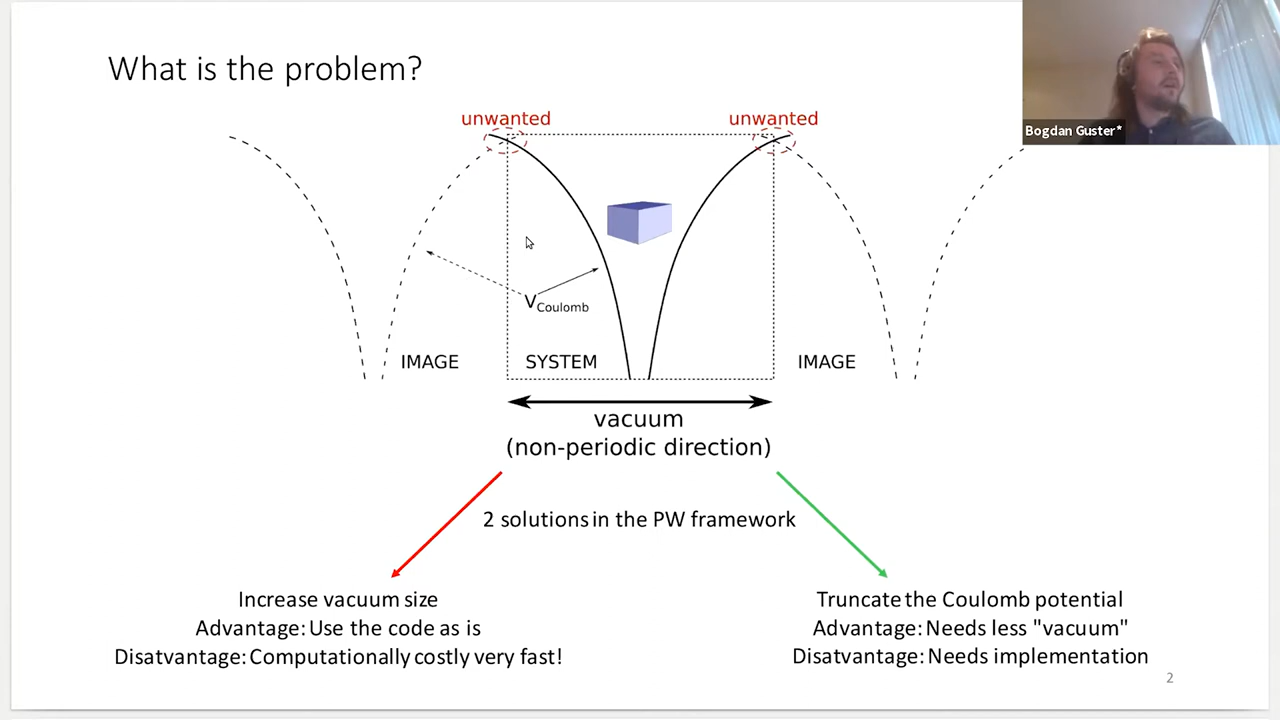 What is the problem?
unwanted
unwanted
Bogdan Guster*
VCoulomb
IMAGE
SYSTEM
IMAGE
vacuum
(non-periodic direction)
2 solutions in the PW framework
Increase vacuum size
Advantage: Use the code as is
Disatvantage: Computationally costly very fast!
Truncate the Coulomb potential
Advantage: Needs less "vacuum"
Disatvantage: Needs implementation
2